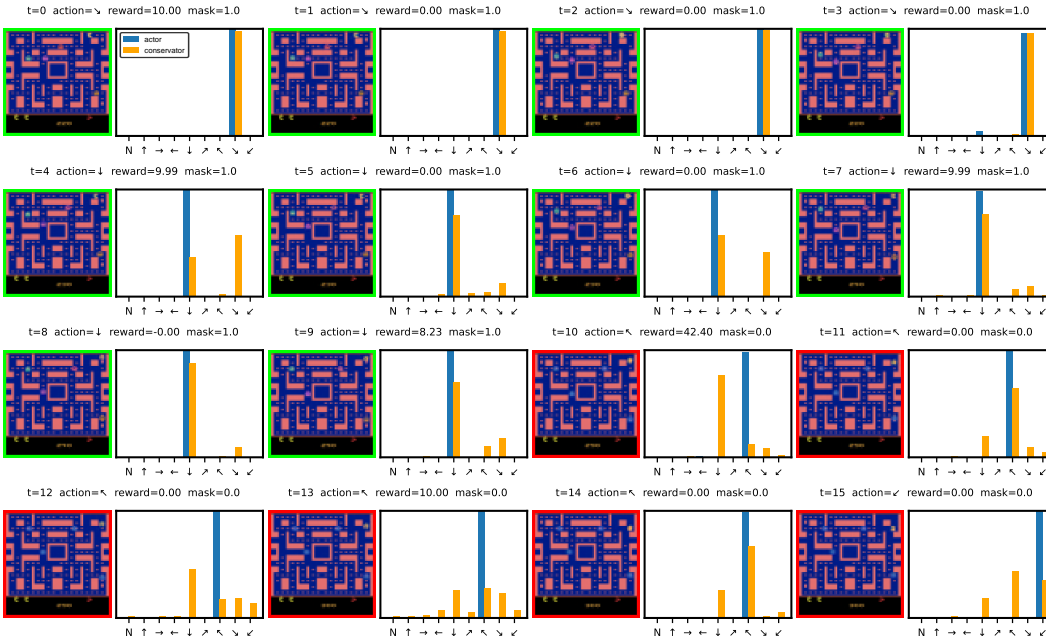 t=0 action=↘ reward=10.00 mask=1.0
t=1 action=↘ reward=0.00 mask=1.0
t=2 action=↘ reward=0.00 mask=1.0
t=3 action=↘ reward=0.00 mask=1.0
actor
conservator
N ↑ → ← ↓ ↗ ↖ ↘ ↙
N ↑ → ← ↓ ↗ ↖ ↘ ↙
N ↑ → ← ↓ ↗ ↖ ↘ ↙
N ↑ → ← ↓ ↗ ↖ ↘ ↙
t=4 action=↓ reward=9.99 mask=1.0
t=5 action=↓ reward=0.00 mask=1.0
t=6 action=↓ reward=0.00 mask=1.0
t=7 action=↓ reward=9.99 mask=1.0
N ↑ → ← ↓ ↗ ↖ ↘ ↙
N ↑ → ← ↓ ↗ ↖ ↘ ↙
N ↑ → ← ↓ ↗ ↖ ↘ ↙
N ↑ → ← ↓ ↗ ↖ ↘ ↙
t=8 action=↓ reward=-0.00 mask=1.0
t=9 action=↓ reward=8.23 mask=1.0
t=10 action=↖ reward=42.40 mask=0.0
t=11 action=↖ reward=0.00 mask=0.0
N ↑ → ← ↓ ↗ ↖ ↘ ↙
N ↑ → ← ↓ ↗ ↖ ↘ ↙
N ↑ → ← ↓ ↗ ↖ ↘ ↙
N ↑ → ← ↓ ↗ ↖ ↘ ↙
t=12 action=↖ reward=0.00 mask=0.0
t=13 action=↖ reward=10.00 mask=0.0
t=14 action=↖ reward=0.00 mask=0.0
t=15 action=↙ reward=0.00 mask=0.0
N ↑ → ← ↓ ↗ ↖ ↘ ↙
N ↑ → ← ↓ ↗ ↖ ↘ ↙
N ↑ → ← ↓ ↗ ↖ ↘ ↙
N ↑ → ← ↓ ↗ ↖ ↘ ↙